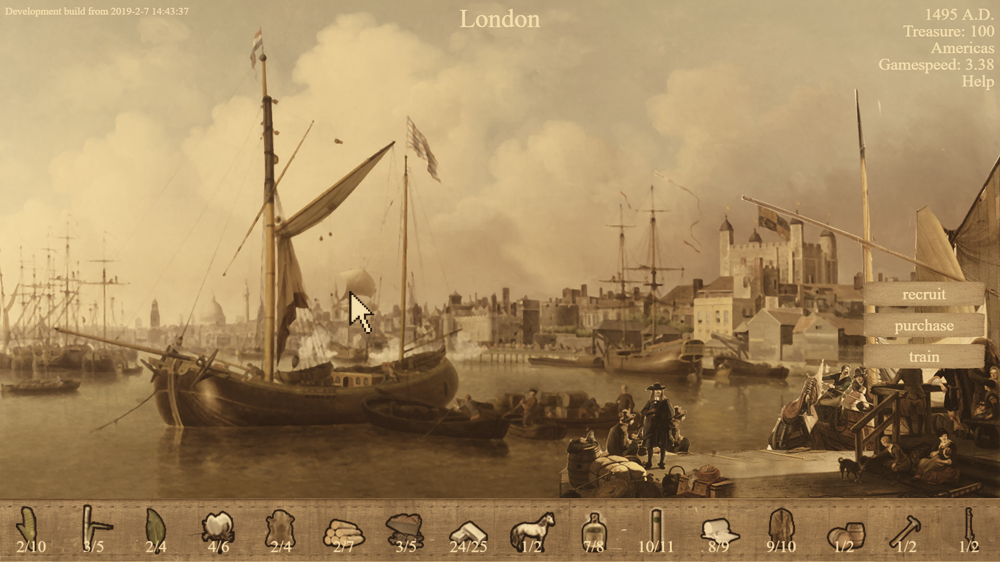 Development build from 2019-2-7 14:43:37
London
1495 A.D.
Treasure: 100
Americas
Gamespeed: 3.38
Help
recruit
purchase
train
2/10 3/5 2/4 4/6 2/4 2/7 3/5 24/25 1/2 7/8 10/11 8/9 9/10 1/2 1/2 1/2